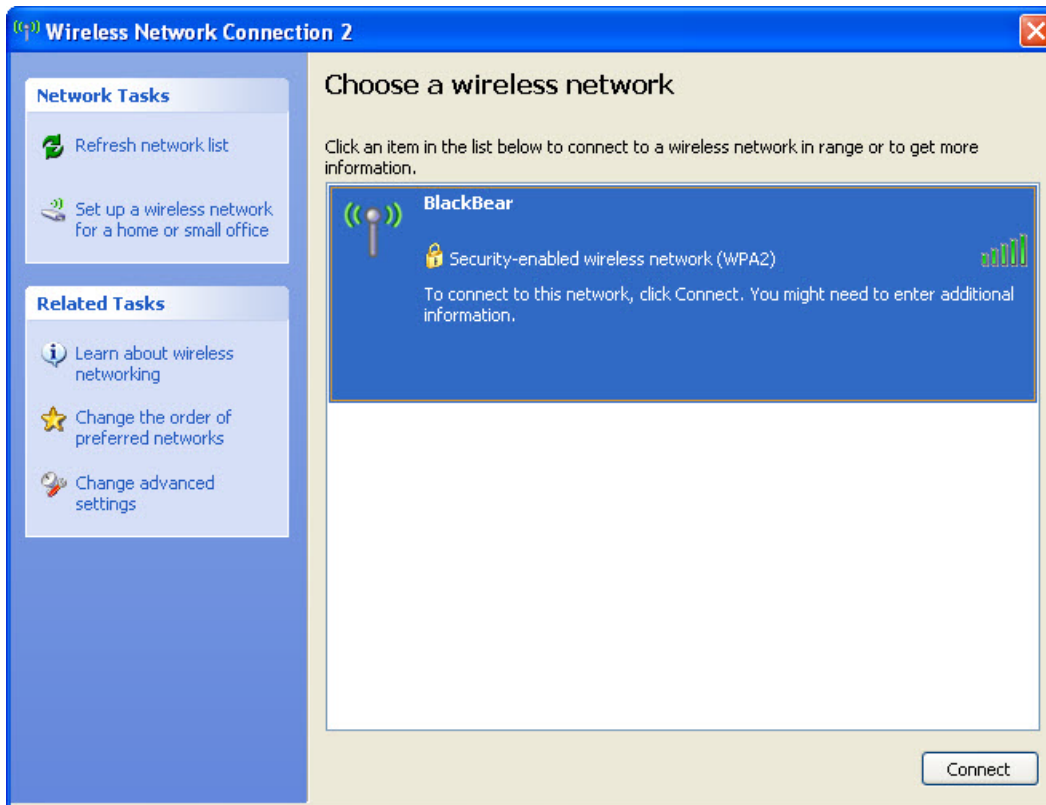 Wireless Network Connection 2
Network Tasks
Refresh network list
Set up a wireless network
for a home or small office
Related Tasks
Learn about wireless
networking
Change the order of
preferred networks
Change advanced
settings
Choose a wireless network
Click an item in the list below to connect to a wireless network in range or to get more
information.
BlackBear
Security-enabled wireless network (WPA2)
To connect to this network, click Connect. You might need to enter additional
information.
Connect